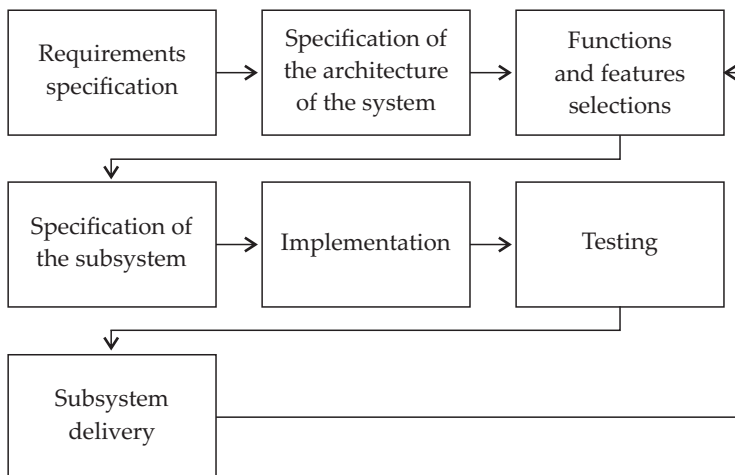 Requirements
specification
Specification of
the architecture
of the system
Functions
and features
selections
Specification of
the subsystem
Implementation
Testing
Subsystem
delivery